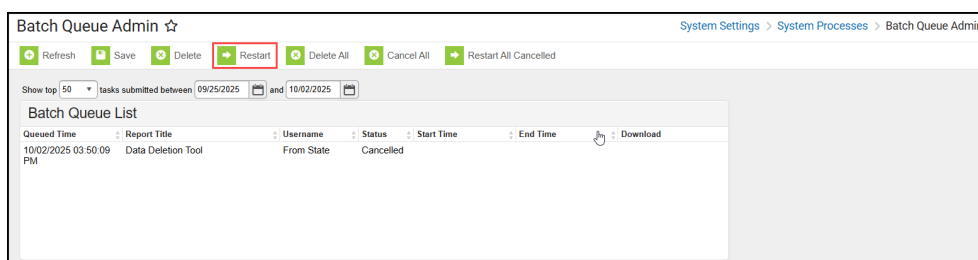 Batch Queue Admin
System Settings > System Processes > Batch Queue Admin
Refresh Save Delete Restart Delete All Cancel All Restart All Cancelled
Show top 50 tasks submitted between 09/25/2025 and 10/02/2025
Batch Queue List
Queued Time Report Title Username Status Start Time End Time Download
10/02/2025 03:50:09 Data Deletion Tool From State Cancelled
PM